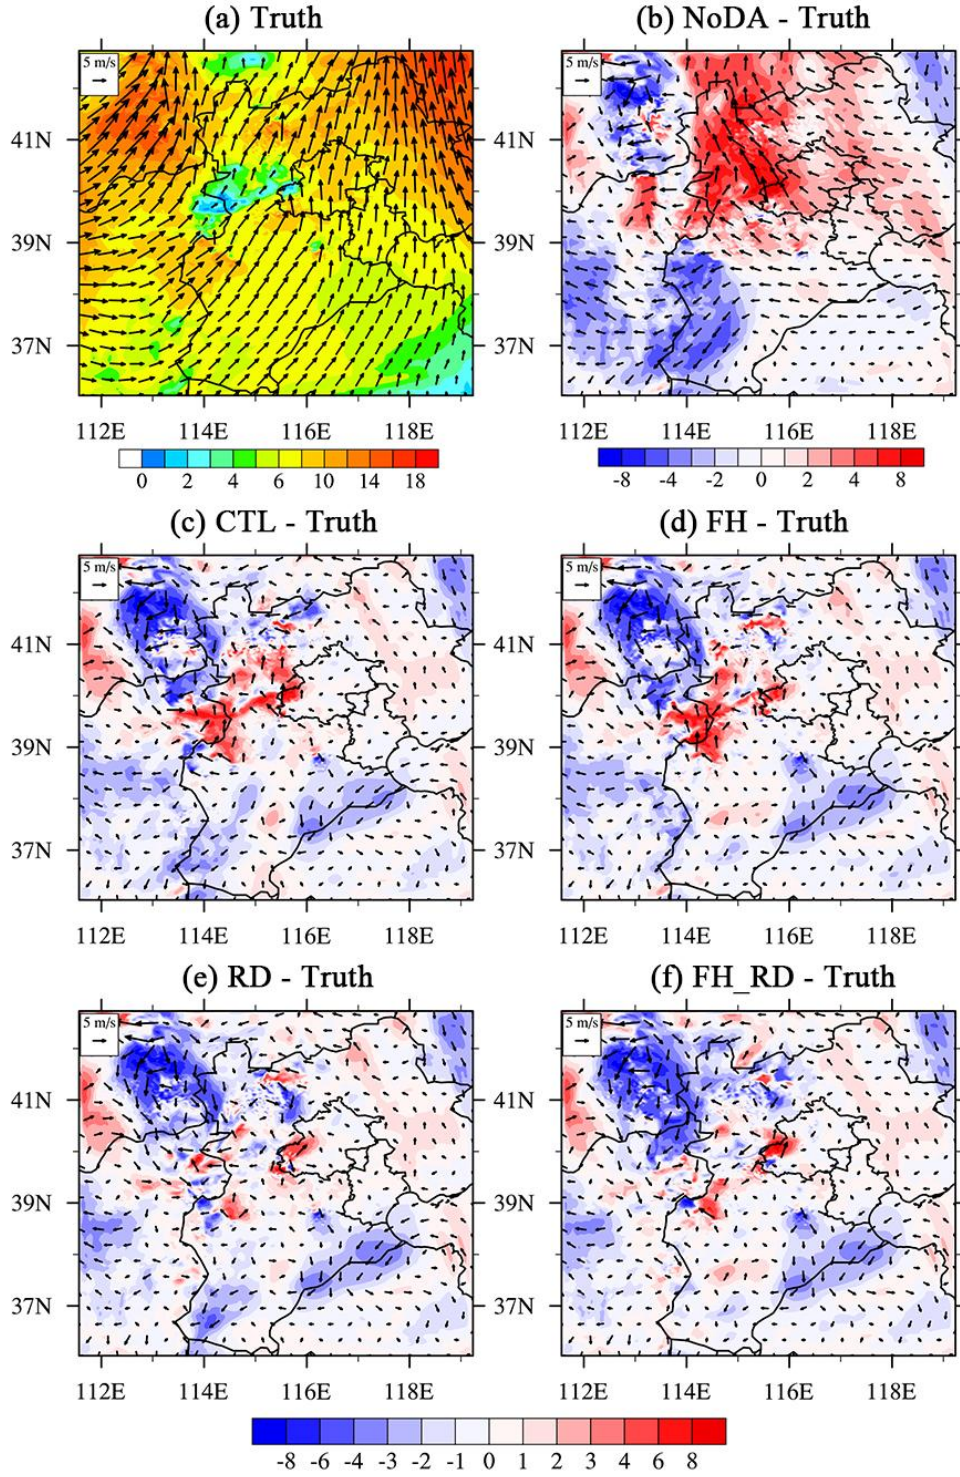 (a) Truth
(b) NoDA - Truth
5 m/s
5 m/s
41N
41N
39N
39N
37N
37N
112E 114E 116E 118E
112E 114E 116E 118E
0 2 4 6 10 14 18
-8 -4 -2 0 2 4 8
(c) CTL - Truth
(d) FH - Truth
5 m/s
5 m/s
41N
41N
39N
39N
37N
37N
112E 114E 116E 118E
112E 114E 116E 118E
(e) RD - Truth
(f) FH_RD - Truth
5 m/s
5 m/s
41N
41N
39N
39N
37N
37N
112E 114E 116E 118E
112E 114E 116E 118E
-8 -6 -4 -3 -2 -1 0 1 2 3 4 6 8